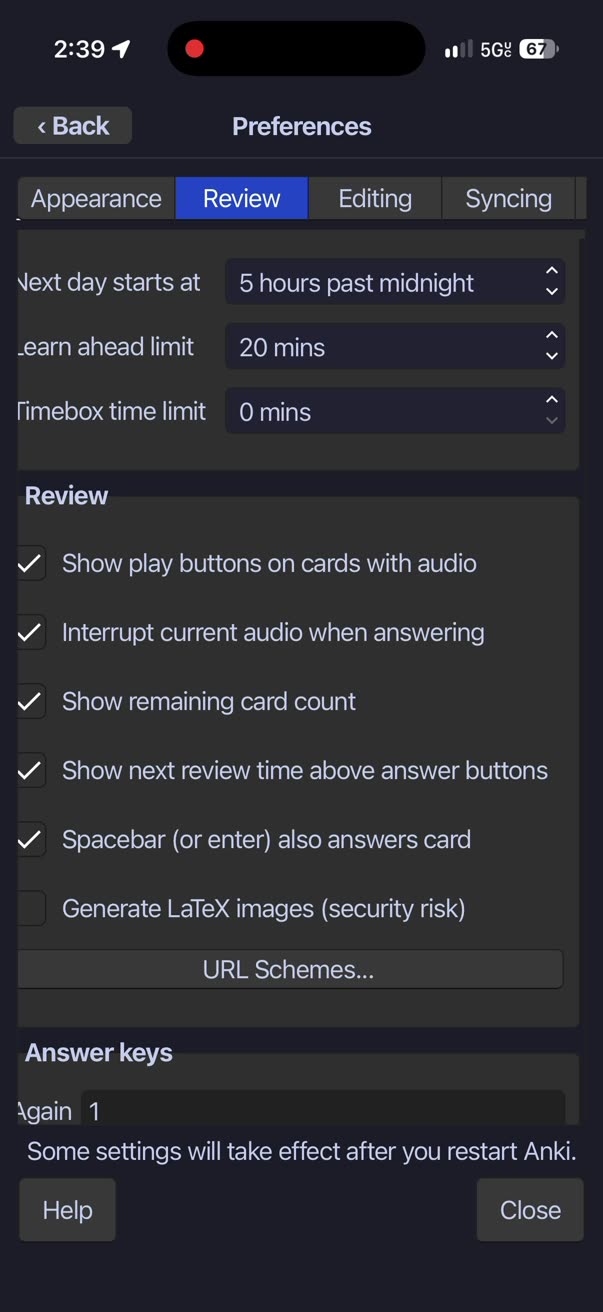 2:39
5G
67
‹ Back
Preferences
Appearance
Review
Editing
Syncing
Next day starts at
5 hours past midnight
Learn ahead limit
20 mins
Timebox time limit
0 mins
Review
Show play buttons on cards with audio
Interrupt current audio when answering
Show remaining card count
Show next review time above answer buttons
Spacebar (or enter) also answers card
Generate LaTeX images (security risk)
URL Schemes...
Answer keys
Again
1
Some settings will take effect after you restart Anki.
Help
Close